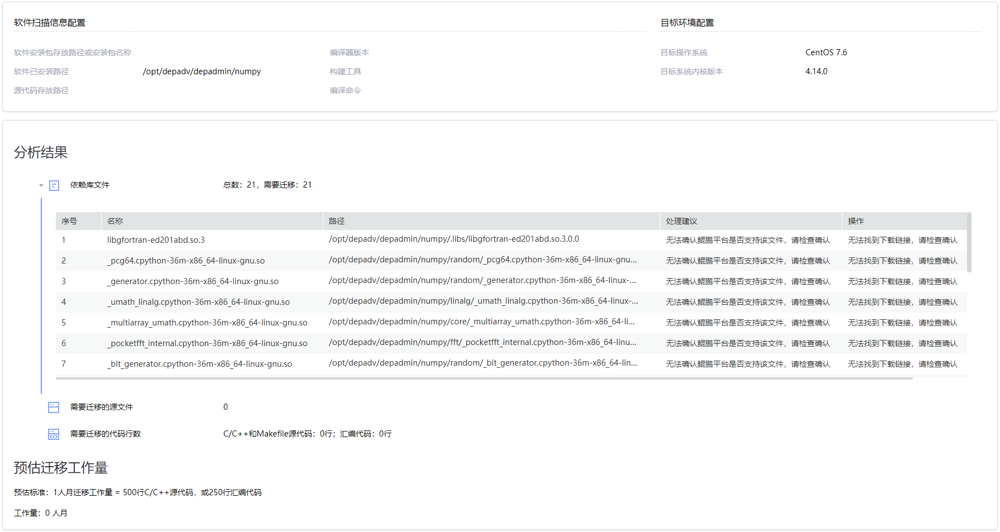 软件扫描信息配置
软件安装包存放路径或安装包名称
编译器版本
软件已安装路径 /opt/depadv/depadmin/numpy
构建工具
源代码存放路径
编译命令
目标环境配置
目标操作系统 CentOS 7.6
目标系统内核版本 4.14.0
分析结果
依赖库文件 总数：21，需要迁移：21
序号 名称 路径 处理建议 操作
1 libgfortran-ed201abd.so.3 /opt/depadv/depadmin/numpy/.libs/libgfortran-ed201abd.so.3.0.0 无法确认鲲鹏平台是否支持该文件，请检查确认 无法找到下载链接，请检查确认
2 _pcg64.cpython-36m-x86_64-linux-gnu.so /opt/depadv/depadmin/numpy/random/_pcg64.cpython-36m-x86_64-linux-gnu... 无法确认鲲鹏平台是否支持该文件，请检查确认 无法找到下载链接，请检查确认
3 _generator.cpython-36m-x86_64-linux-gnu.so /opt/depadv/depadmin/numpy/random/_generator.cpython-36m-x86_64-linux-... 无法确认鲲鹏平台是否支持该文件，请检查确认 无法找到下载链接，请检查确认
4 _umath_linalg.cpython-36m-x86_64-linux-gnu.so /opt/depadv/depadmin/numpy/linalg/_umath_linalg.cpython-36m-x86_64-linux-... 无法确认鲲鹏平台是否支持该文件，请检查确认 无法找到下载链接，请检查确认
5 _multiarray_umath.cpython-36m-x86_64-linux-gnu.so /opt/depadv/depadmin/numpy/core/_multiarray_umath.cpython-36m-x86_64-li... 无法确认鲲鹏平台是否支持该文件，请检查确认 无法找到下载链接，请检查确认
6 _pocketfft_internal.cpython-36m-x86_64-linux-gnu.so /opt/depadv/depadmin/numpy/fft/_pocketfft_internal.cpython-36m-x86_64-linu... 无法确认鲲鹏平台是否支持该文件，请检查确认 无法找到下载链接，请检查确认
7 _bit_generator.cpython-36m-x86_64-linux-gnu.so /opt/depadv/depadmin/numpy/random/_bit_generator.cpython-36m-x86_64-lin... 无法确认鲲鹏平台是否支持该文件，请检查确认 无法找到下载链接，请检查确认
需要迁移的源文件 0
需要迁移的代码行数 C/C++和Makefile源代码：0行；汇编代码：0行
预估迁移工作量
预估标准：1人月迁移工作量 = 500行C/C++源代码，或250行汇编代码
工作量：0 人月